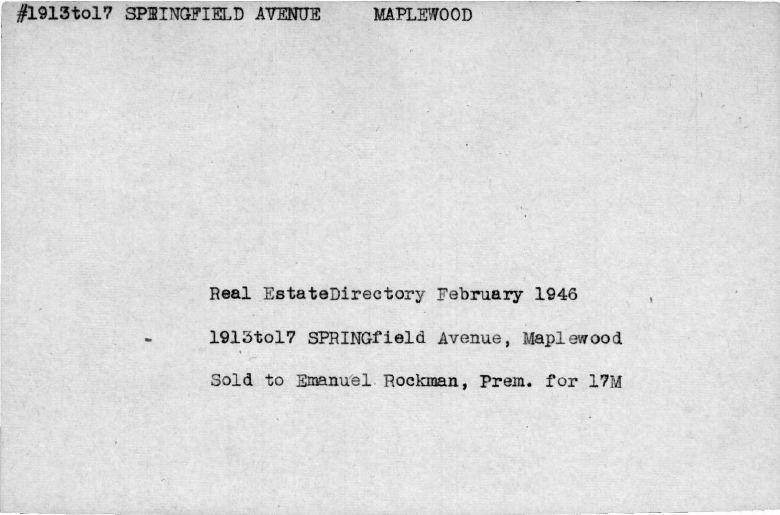 #1913to17 SPRINGFIELD AVENUE MAPLEWOOD
Real EstateDirectory February 1946
1913to17 SPRINGfield Avenue, Maplewood
Sold to Emanuel Rockman, Prem. for 17M